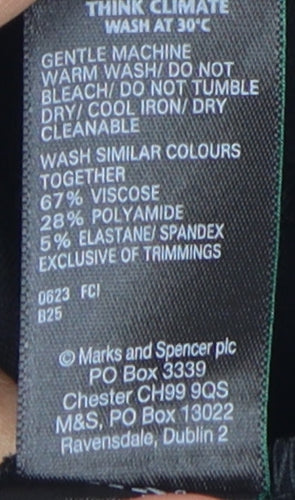 THINK CLIMATE
WASH AT 30°C
GENTLE MACHINE
WARM WASH/ DO NOT
BLEACH/ DO NOT TUMBLE
DRY/ COOL IRON/ DRY
CLEANABLE
WASH SIMILAR COLOURS
TOGETHER
67% VISCOSE
28% POLYAMIDE
5% ELASTANE/ SPANDEX
EXCLUSIVE OF TRIMMINGS
0623 FCI
B25
© Marks and Spencer plc
PO Box 3339
Chester CH99 9QS
M&S, PO Box 13022
Ravensdale, Dublin 2